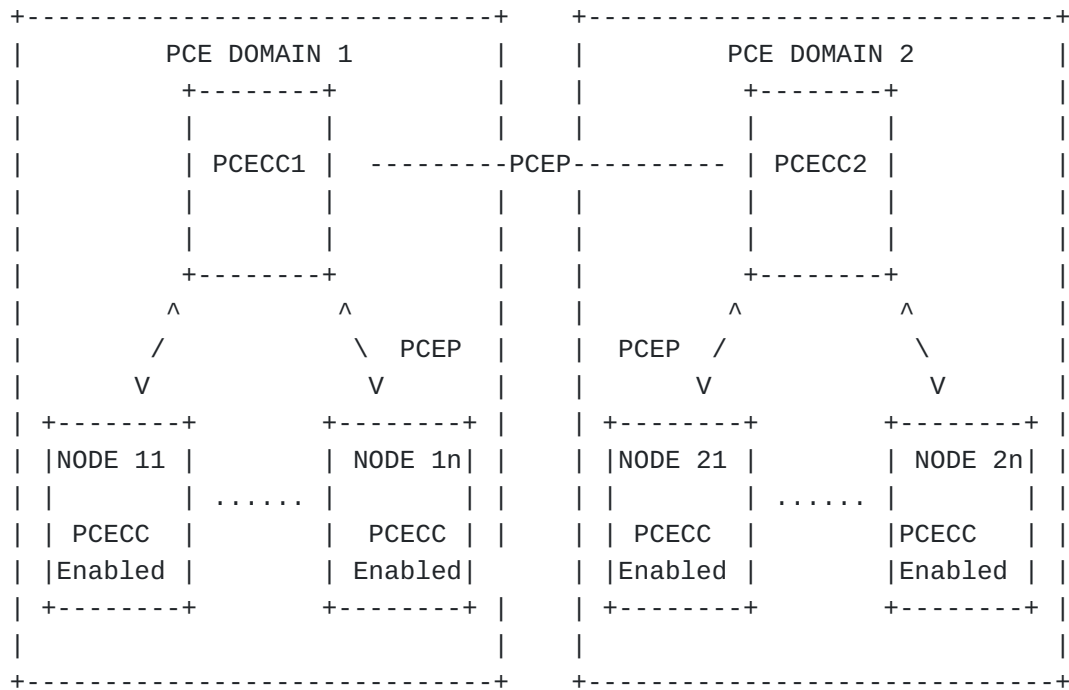 PCE DOMAIN 1 PCE DOMAIN 2
PCECC1 PCEP PCECC2
PCEP PCEP
NODE 11 NODE 1n NODE 21 NODE 2n
...... ......
PCECC PCECC PCECC PCECC
Enabled Enabled Enabled Enabled